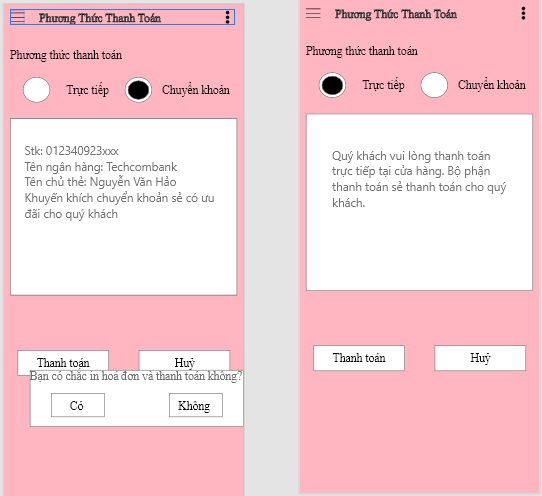 Phương Thức Thanh Toán
Phương thức thanh toán
Trực tiếp
Chuyển khoản
Stk: 012340923xxx
Tên ngân hàng: Techcombank
Tên chủ thẻ: Nguyễn Văn Hảo
Khuyến khích chuyển khoản sẻ có ưu
đãi cho quý khách
Thanh toán
Huỷ
Bạn có chắc in hoá đơn và thanh toán không?
Có
Không
Phương Thức Thanh Toán
Phương thức thanh toán
Trực tiếp
Chuyển khoản
Quý khách vui lòng thanh toán
trực tiếp tại cửa hàng. Bộ phận
thanh toán sẻ thanh toán cho quý
khách.
Thanh toán
Huỷ